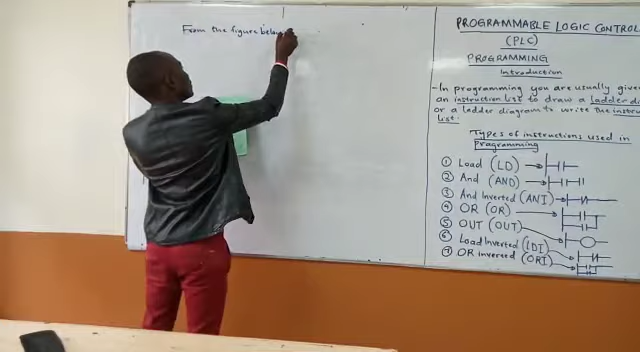 From the figure below
PROGRAMMABLE LOGIC CONTROL
(PLC)
PROGRAMMING
Introduction
- In programming you are usually given
an instruction list to draw a ladder di
or a ladder diagram to write the instruc
list.
Types of instructions used in
programming
① Load (LD)
② And (AND)
③ And Inverted (ANI)
④ OR (OR)
⑤ OUT (OUT)
⑥ Load Inverted (LDI)
⑦ OR Inverted (ORI)